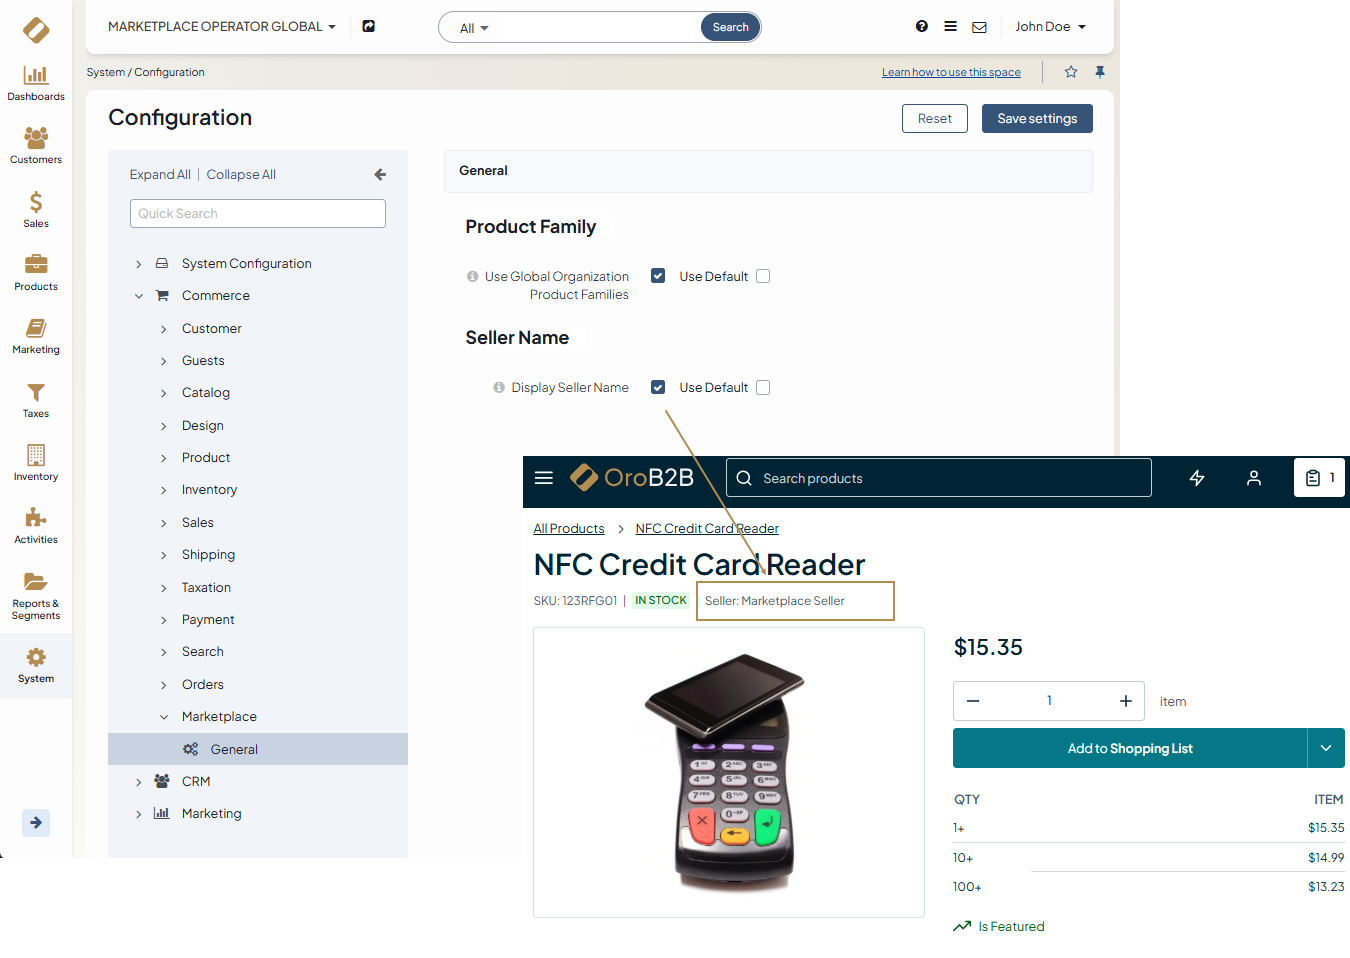 MARKETPLACE OPERATOR GLOBAL
All
Search
John Doe
Dashboards
Customers
Sales
Products
Marketing
Taxes
Inventory
Activities
Reports &
Segments
System
System / Configuration
Learn how to use this space
Configuration
Reset
Save settings
Expand All | Collapse All
Quick Search
System Configuration
Commerce
Customer
Guests
Catalog
Design
Product
Inventory
Sales
Shipping
Taxation
Payment
Search
Orders
Marketplace
General
CRM
Marketing
General
Product Family
Use Global Organization
Product Families
Use Default
Seller Name
Display Seller Name
Use Default
OroB2B
Search products
1
All Products > NFC Credit Card Reader
NFC Credit Card Reader
SKU: 123RFG01 | IN STOCK
Seller: Marketplace Seller
$15.35
1
item
Add to Shopping List
QTY ITEM
1+ $15.35
10+ $14.99
100+ $13.23
Is Featured